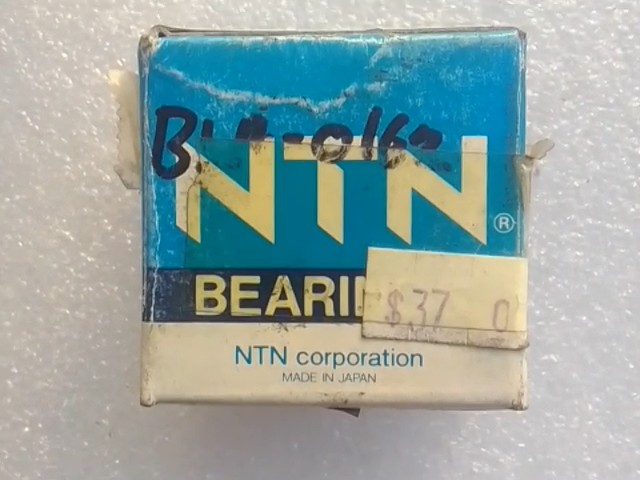 NTN
®
BEARI
$37 0
NTN corporation
MADE IN JAPAN